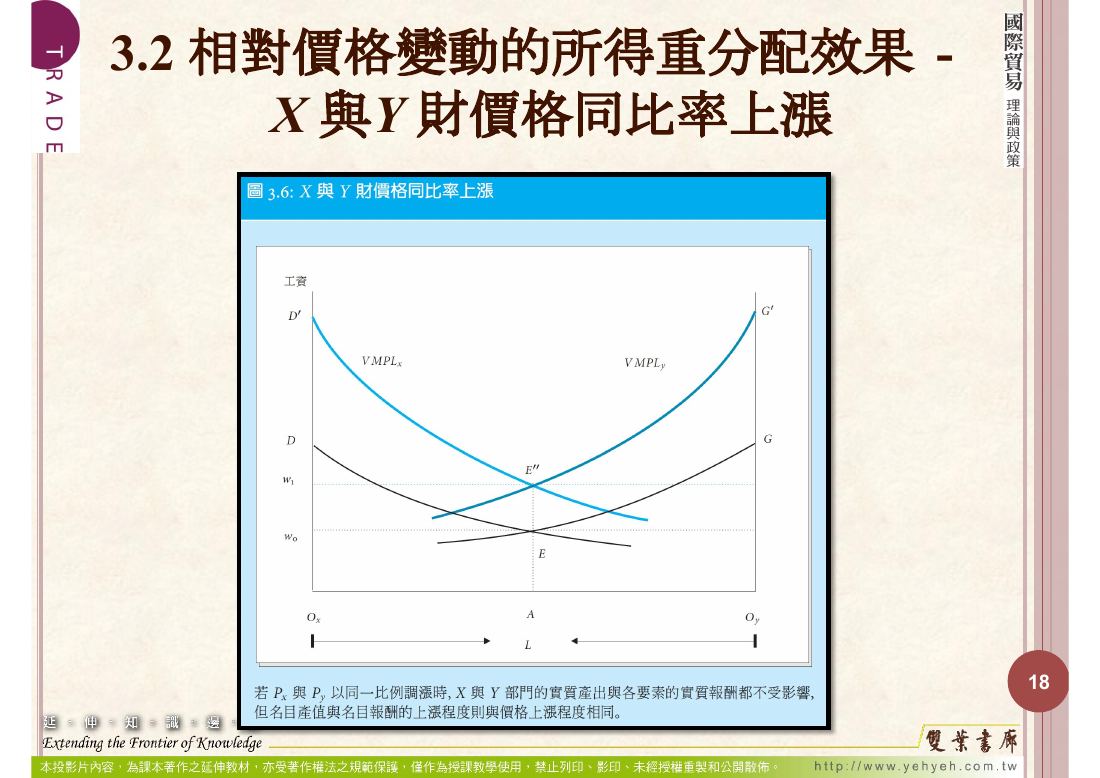 TRADE
3.2 相對價格變動的所得重分配效果 -
X 與Y 財價格同比率上漲
國際貿易 理論與政策
圖 3.6: X 與 Y 財價格同比率上漲
工資
D′
G′
VMPLx
VMPLy
D
G
E″
w₁
w₀
E
Ox
A
Oy
L
若 Px 與 Py 以同一比例調漲時, X 與 Y 部門的實質產出與各要素的實質報酬都不受影響,
但名目產值與名目報酬的上漲程度則與價格上漲程度相同。
18
延 伸 知 識 邊
Extending the Frontier of Knowledge
雙葉書廊
本投影片內容，為課本著作之延伸教材，亦受著作權法之規範保護，僅作為授課教學使用，禁止列印、影印、未經授權重製和公開散佈。
http://www.yehyeh.com.tw